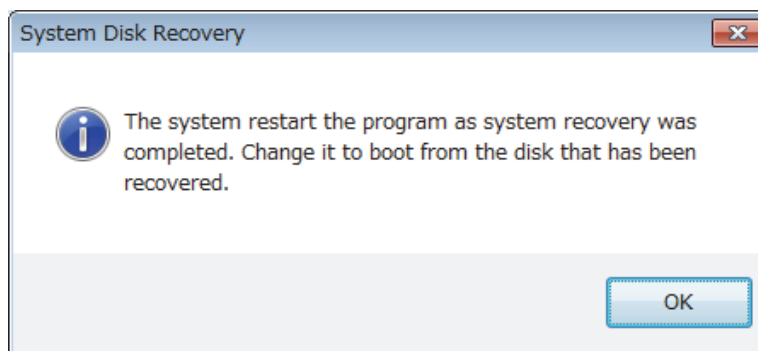 System Disk Recovery
The system restart the program as system recovery was
completed. Change it to boot from the disk that has been
recovered.
OK